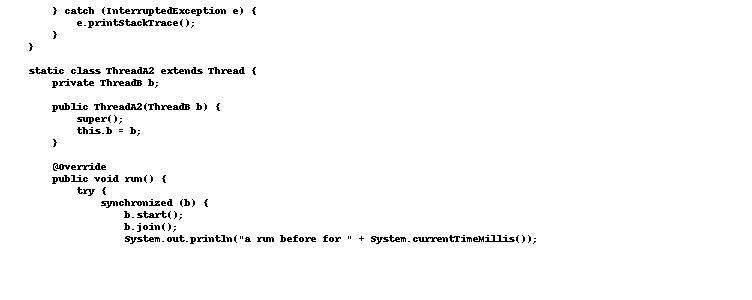 } catch (InterruptedException e) {
e.printStackTrace();
}
}
static class ThreadA2 extends Thread {
private ThreadB b;
public ThreadA2(ThreadB b) {
super();
this.b = b;
}
@Override
public void run() {
try {
synchronized (b) {
b.start();
b.join();
System.out.println("a run before for " + System.currentTimeMillis());